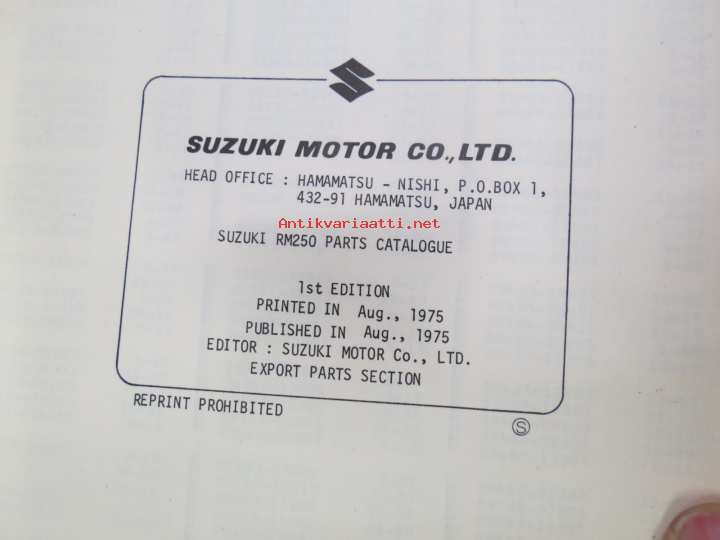 SUZUKI MOTOR CO., LTD.
HEAD OFFICE : HAMAMATSU - NISHI, P.O.BOX 1,
432-91 HAMAMATSU, JAPAN
Antikvariaatti.net
SUZUKI RM250 PARTS CATALOGUE
1st EDITION
PRINTED IN Aug., 1975
PUBLISHED IN Aug., 1975
EDITOR : SUZUKI MOTOR Co., LTD.
EXPORT PARTS SECTION
REPRINT PROHIBITED
Ⓢ